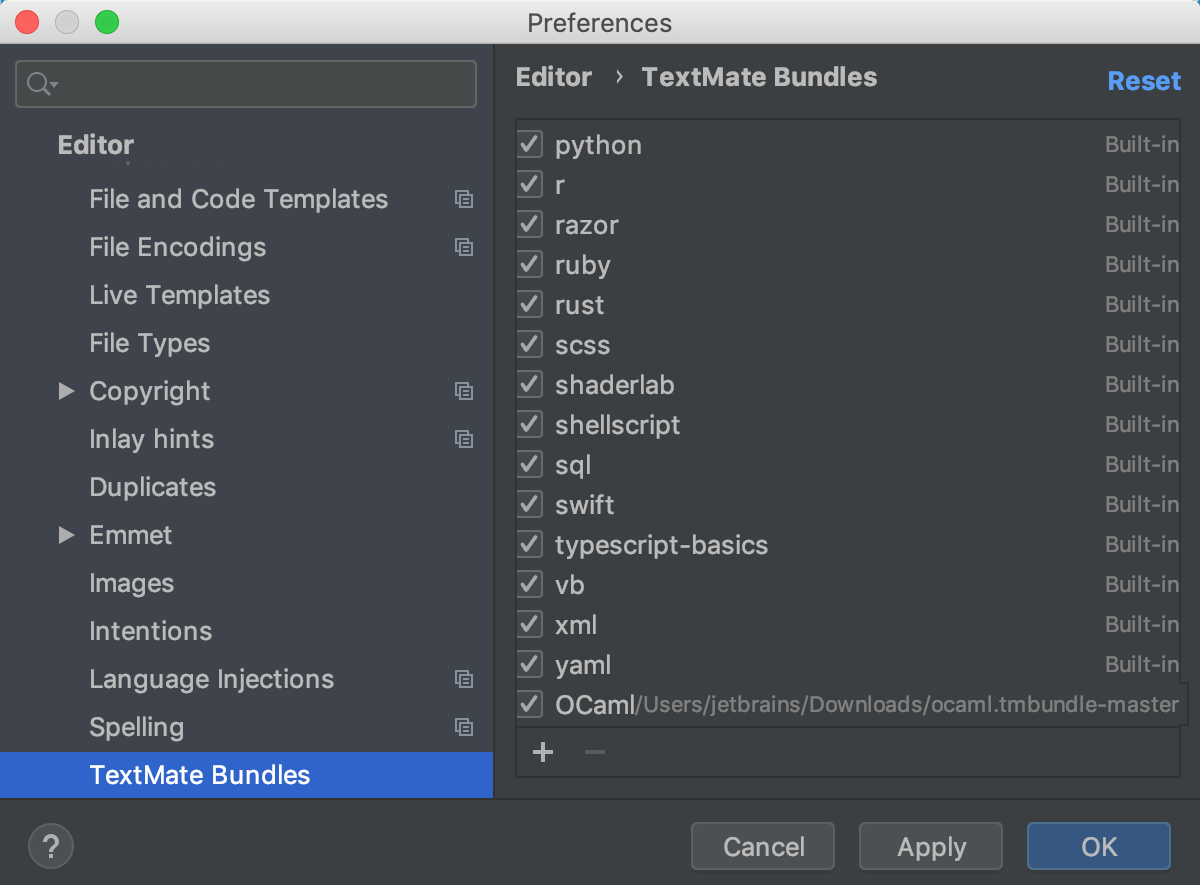 Preferences
Editor
File and Code Templates
File Encodings
Live Templates
File Types
Copyright
Inlay hints
Duplicates
Emmet
Images
Intentions
Language Injections
Spelling
TextMate Bundles
Editor › TextMate Bundles
Reset
python Built-in
r Built-in
razor Built-in
ruby Built-in
rust Built-in
scss Built-in
shaderlab Built-in
shellscript Built-in
sql Built-in
swift Built-in
typescript-basics Built-in
vb Built-in
xml Built-in
yaml Built-in
OCaml/Users/jetbrains/Downloads/ocaml.tmbundle-master
?
Cancel
Apply
OK